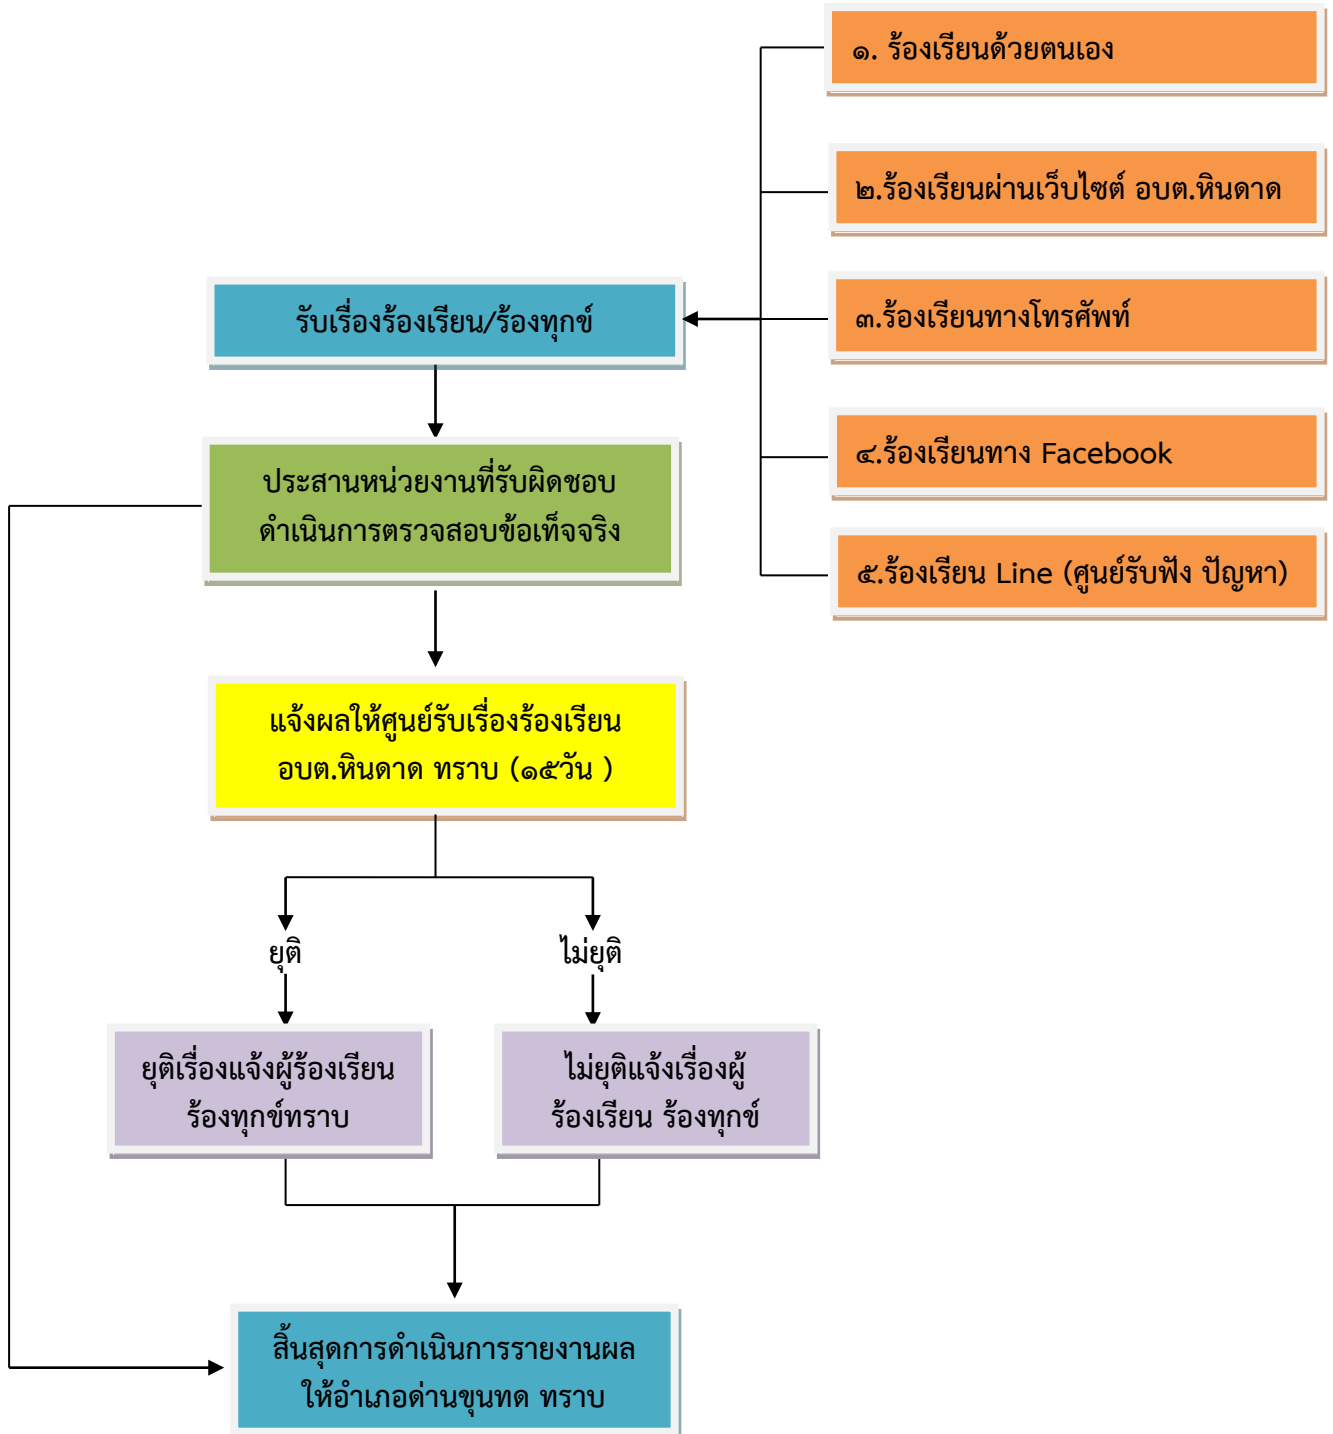 ๑. ร้องเรียนด้วยตนเอง
๒.ร้องเรียนผ่านเว็บไซต์ อบต.หินดาด
รับเรื่องร้องเรียน/ร้องทุกข์
๓.ร้องเรียนทางโทรศัพท์
๔.ร้องเรียนทาง Facebook
ประสานหน่วยงานที่รับผิดชอบ
ดำเนินการตรวจสอบข้อเท็จจริง
๕.ร้องเรียน Line (ศูนย์รับฟัง ปัญหา)
แจ้งผลให้ศูนย์รับเรื่องร้องเรียน
อบต.หินดาด ทราบ (๑๕วัน )
ยุติ
ไม่ยุติ
ยุติเรื่องแจ้งผู้ร้องเรียน
ร้องทุกข์ทราบ
ไม่ยุติแจ้งเรื่องผู้
ร้องเรียน ร้องทุกข์
สิ้นสุดการดำเนินการรายงานผล
ให้อำเภอด่านขุนทด ทราบ